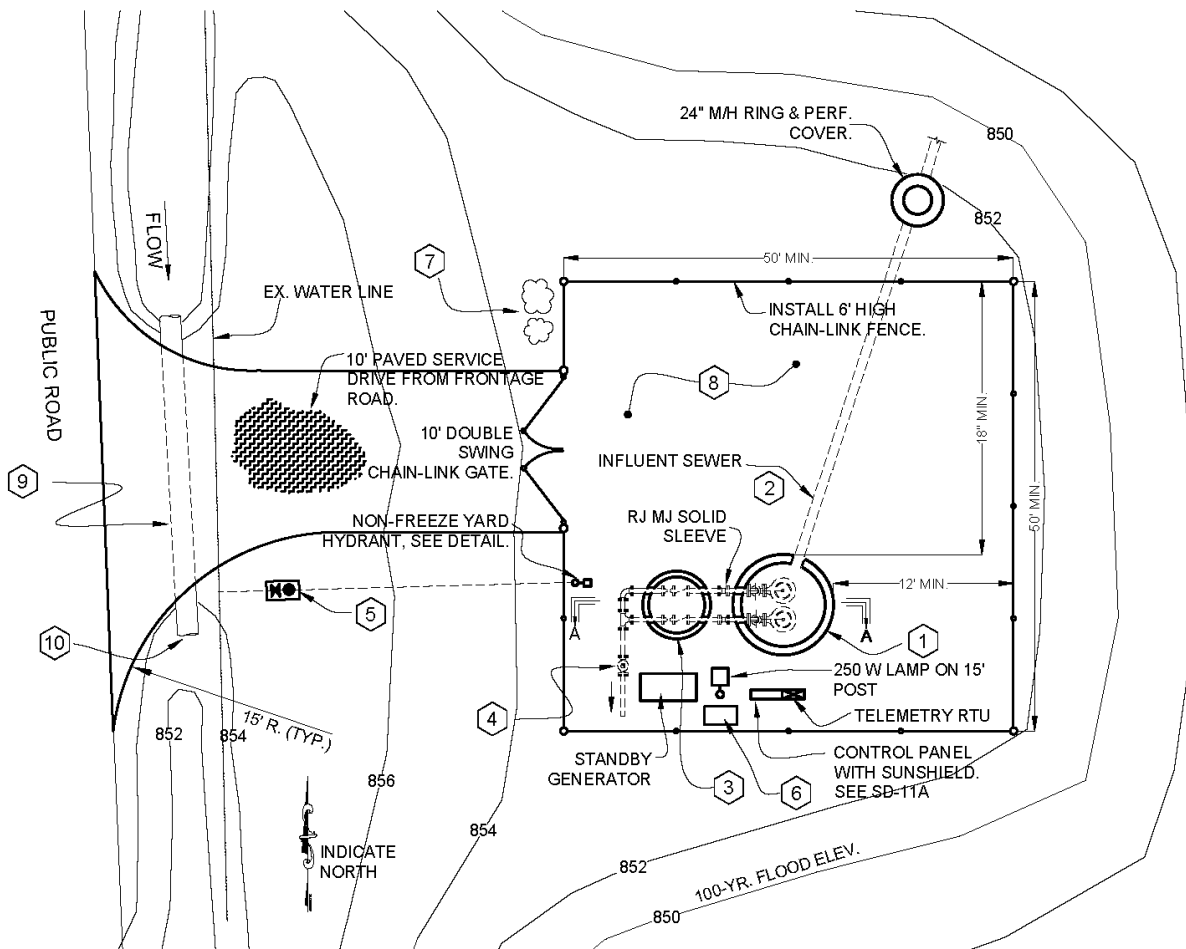 24" M/H RING & PERF.
COVER.
850
852
FLOW
7
50' MIN.
EX. WATER LINE
INSTALL 6' HIGH
CHAIN-LINK FENCE.
PUBLIC ROAD
10' PAVED SERVICE
DRIVE FROM FRONTAGE
ROAD.
8
18" MIN.
10' DOUBLE
SWING
CHAIN-LINK GATE.
INFLUENT SEWER
9
2
50' MIN.
NON-FREEZE YARD
HYDRANT, SEE DETAIL.
RJ MJ SOLID
SLEEVE
12' MIN.
5
A
A
10
1
250 W LAMP ON 15'
POST
4
TELEMETRY RTU
15' R. (TYP.)
852
854
STANDBY
GENERATOR
3
6
CONTROL PANEL
WITH SUNSHIELD.
SEE SD-11A
856
854
INDICATE
NORTH
852
100-YR. FLOOD ELEV.
850